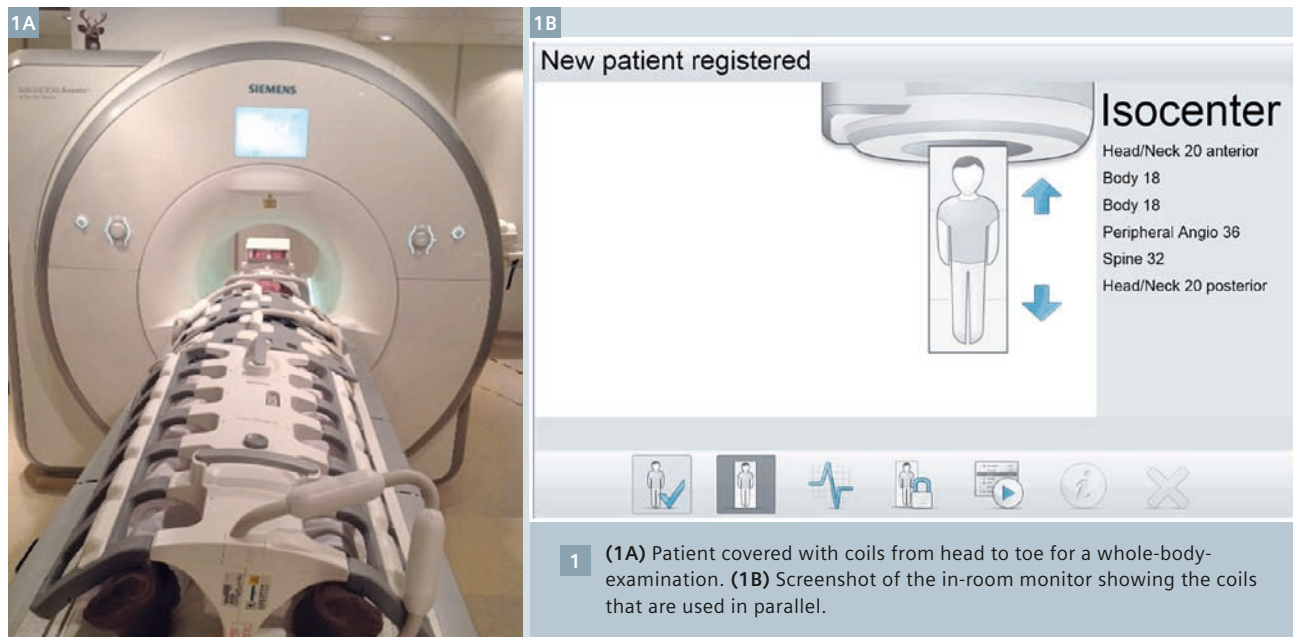 1A
SIEMENS
1B
New patient registered
Isocenter
Head/Neck 20 anterior
Body 18
Body 18
Peripheral Angio 36
Spine 32
Head/Neck 20 posterior
1
(1A) Patient covered with coils from head to toe for a whole-body-
examination. (1B) Screenshot of the in-room monitor showing the coils
that are used in parallel.